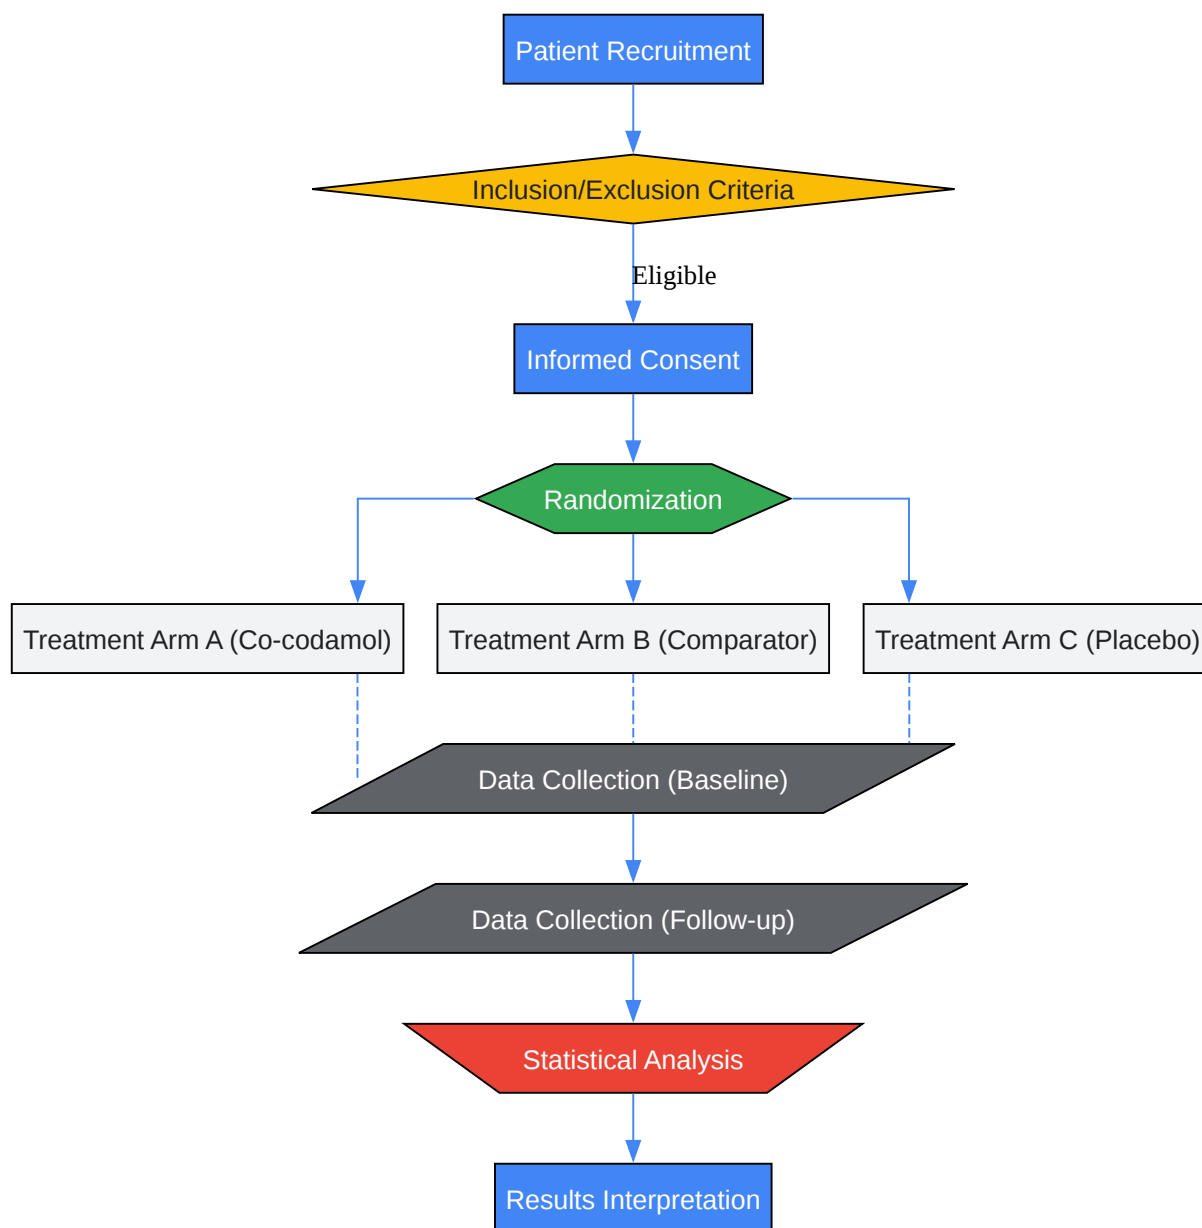 Patient Recruitment
Inclusion/Exclusion Criteria
Eligible
Informed Consent
Randomization
Treatment Arm A (Co-codamol)
Treatment Arm B (Comparator)
Treatment Arm C (Placebo)
Data Collection (Baseline)
Data Collection (Follow-up)
Statistical Analysis
Results Interpretation